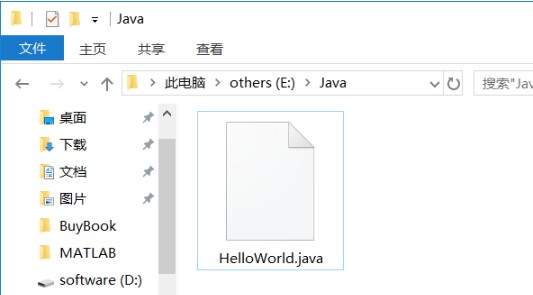 Java
文件 主页 共享 查看
此电脑 others (E:) Java 搜索"Jav
桌面
下载
文档
图片
BuyBook
MATLAB
software (D:)
HelloWorld.java